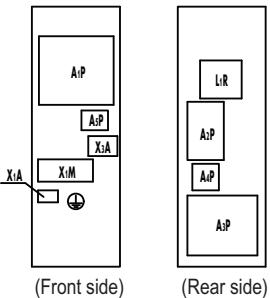 A1P
A5P
X3A
X1A
X1M
(Front side)
L1R
A2P
A4P
A3P
(Rear side)